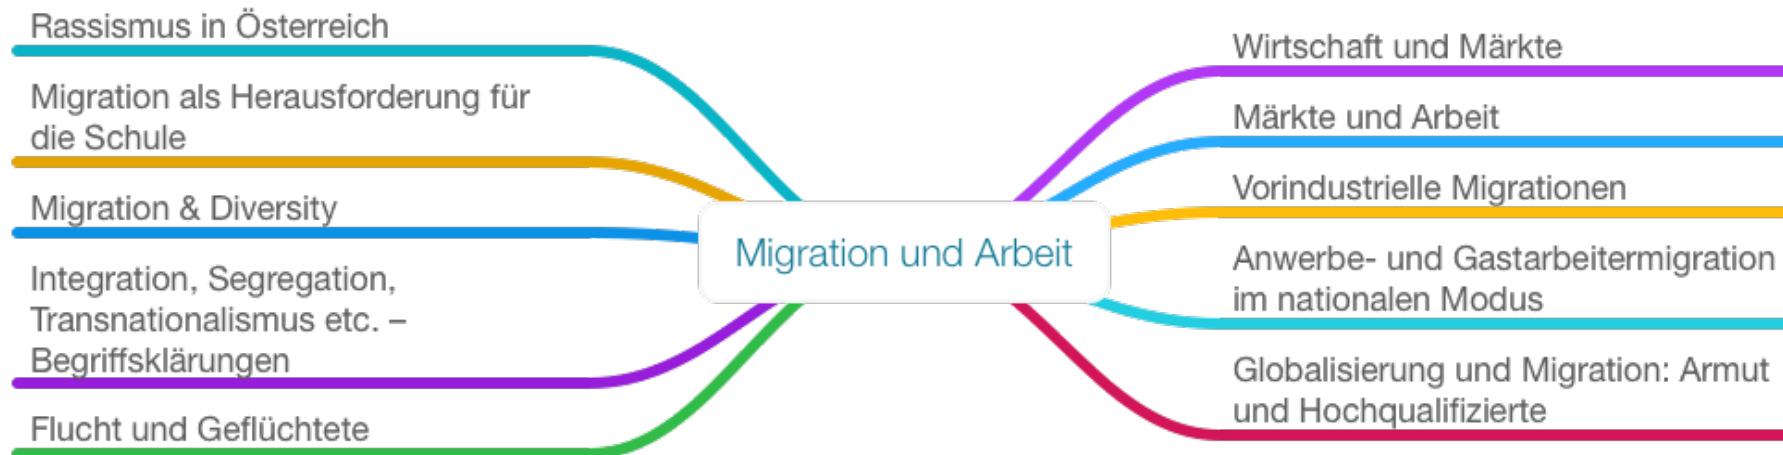 Rassismus in Österreich
Migration als Herausforderung für
die Schule
Migration & Diversity
Integration, Segregation,
Transnationalismus etc. –
Begriffsklärungen
Flucht und Geflüchtete
Migration und Arbeit
Wirtschaft und Märkte
Märkte und Arbeit
Vorindustrielle Migrationen
Anwerbe- und Gastarbeitermigration
im nationalen Modus
Globalisierung und Migration: Armut
und Hochqualifizierte